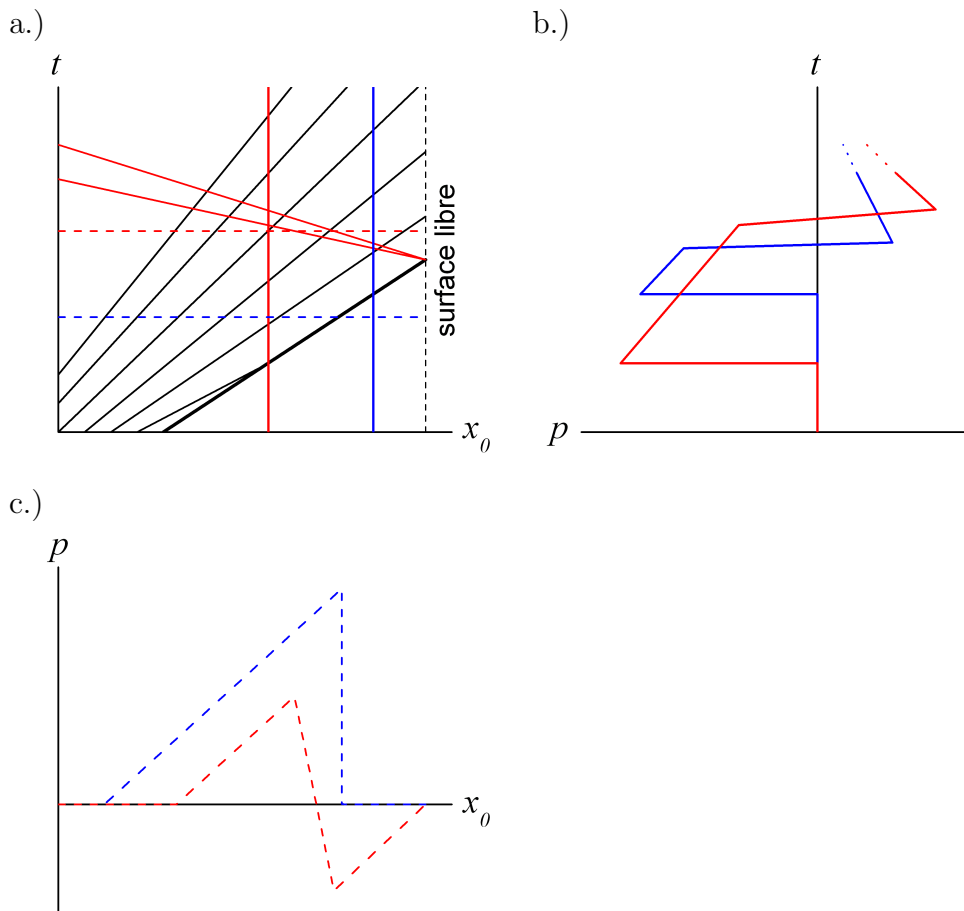 a.)
t
surface libre
x₀
b.)
t
p
c.)
p
x₀